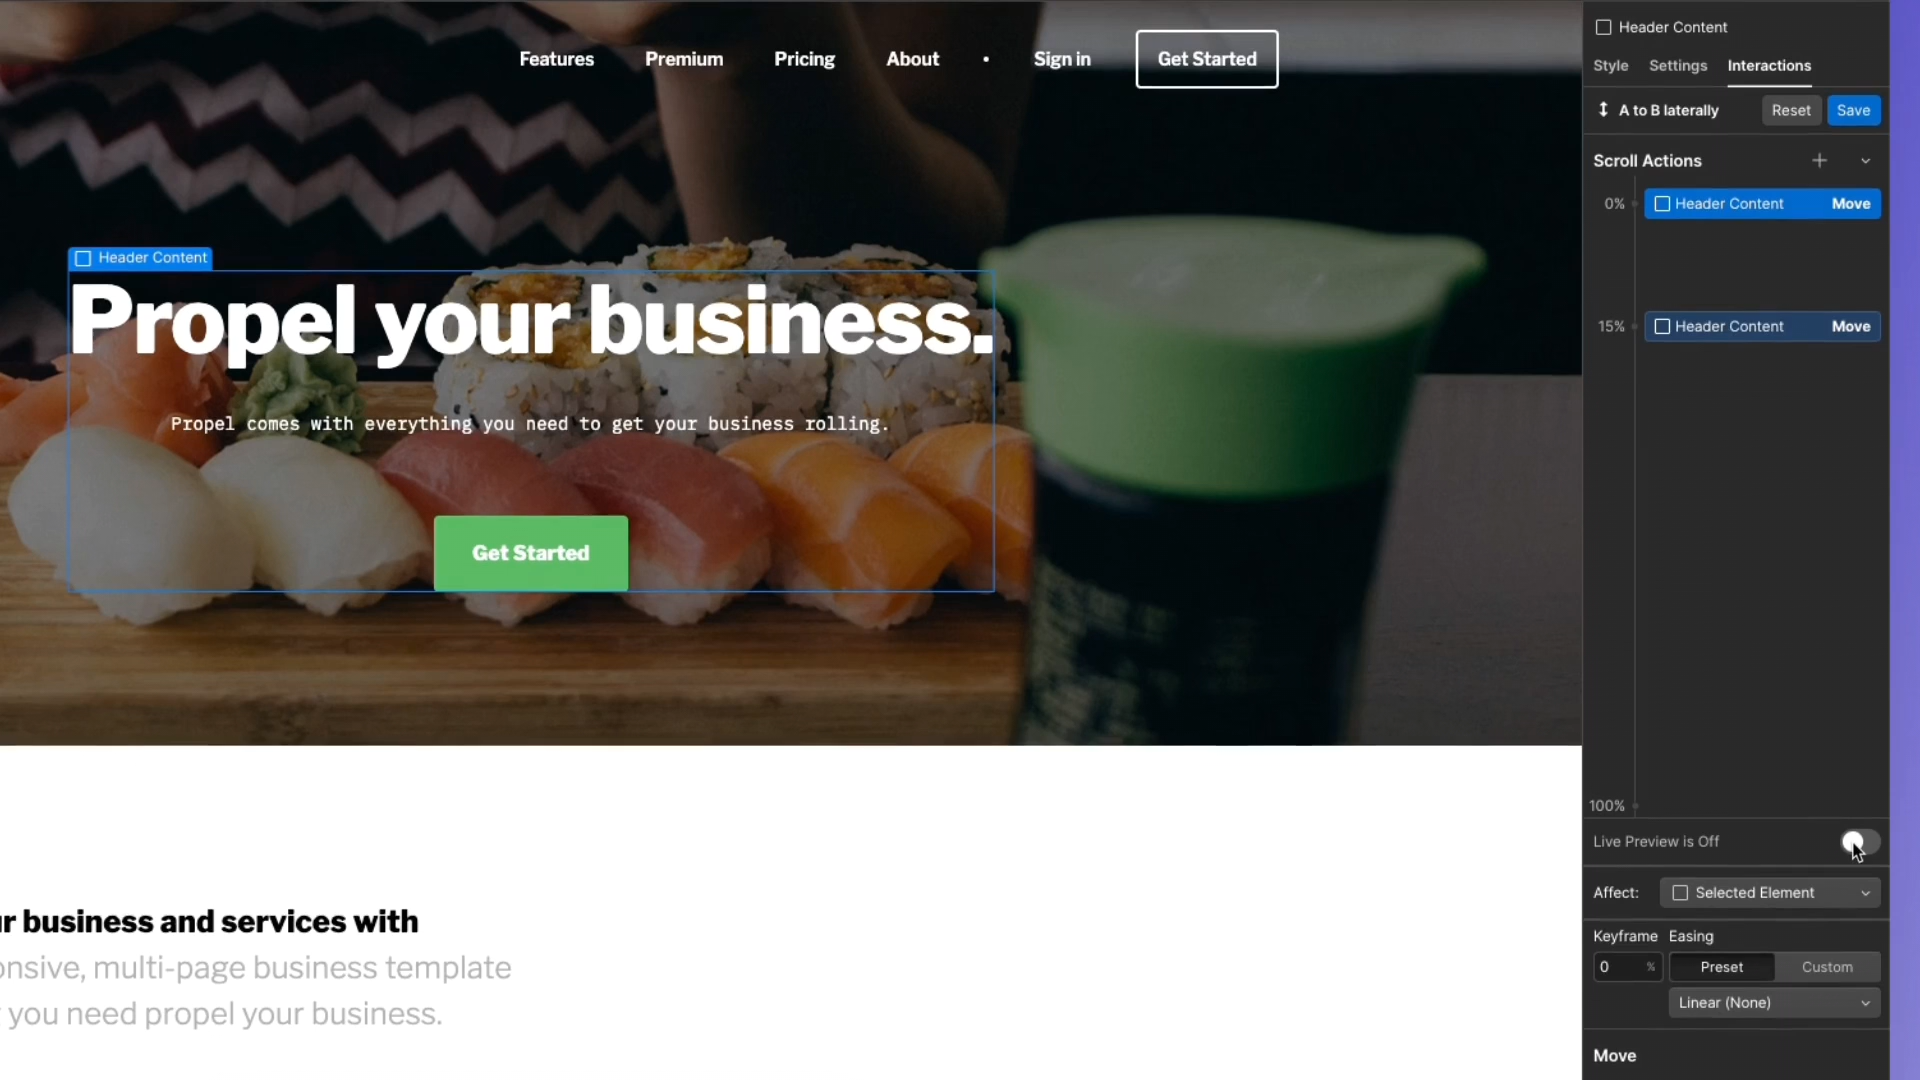 Features Premium Pricing About • Sign in Get Started
Header Content
Propel your business.
Propel comes with everything you need to get your business rolling.
Get Started
r business and services with
onsive, multi-page business template
you need propel your business.
Header Content
Style Settings Interactions
A to B laterally Reset Save
Scroll Actions
0% Header Content Move
15% Header Content Move
100%
Live Preview is Off
Affect: Selected Element
Keyframe Easing
0 % Preset Custom
Linear (None)
Move